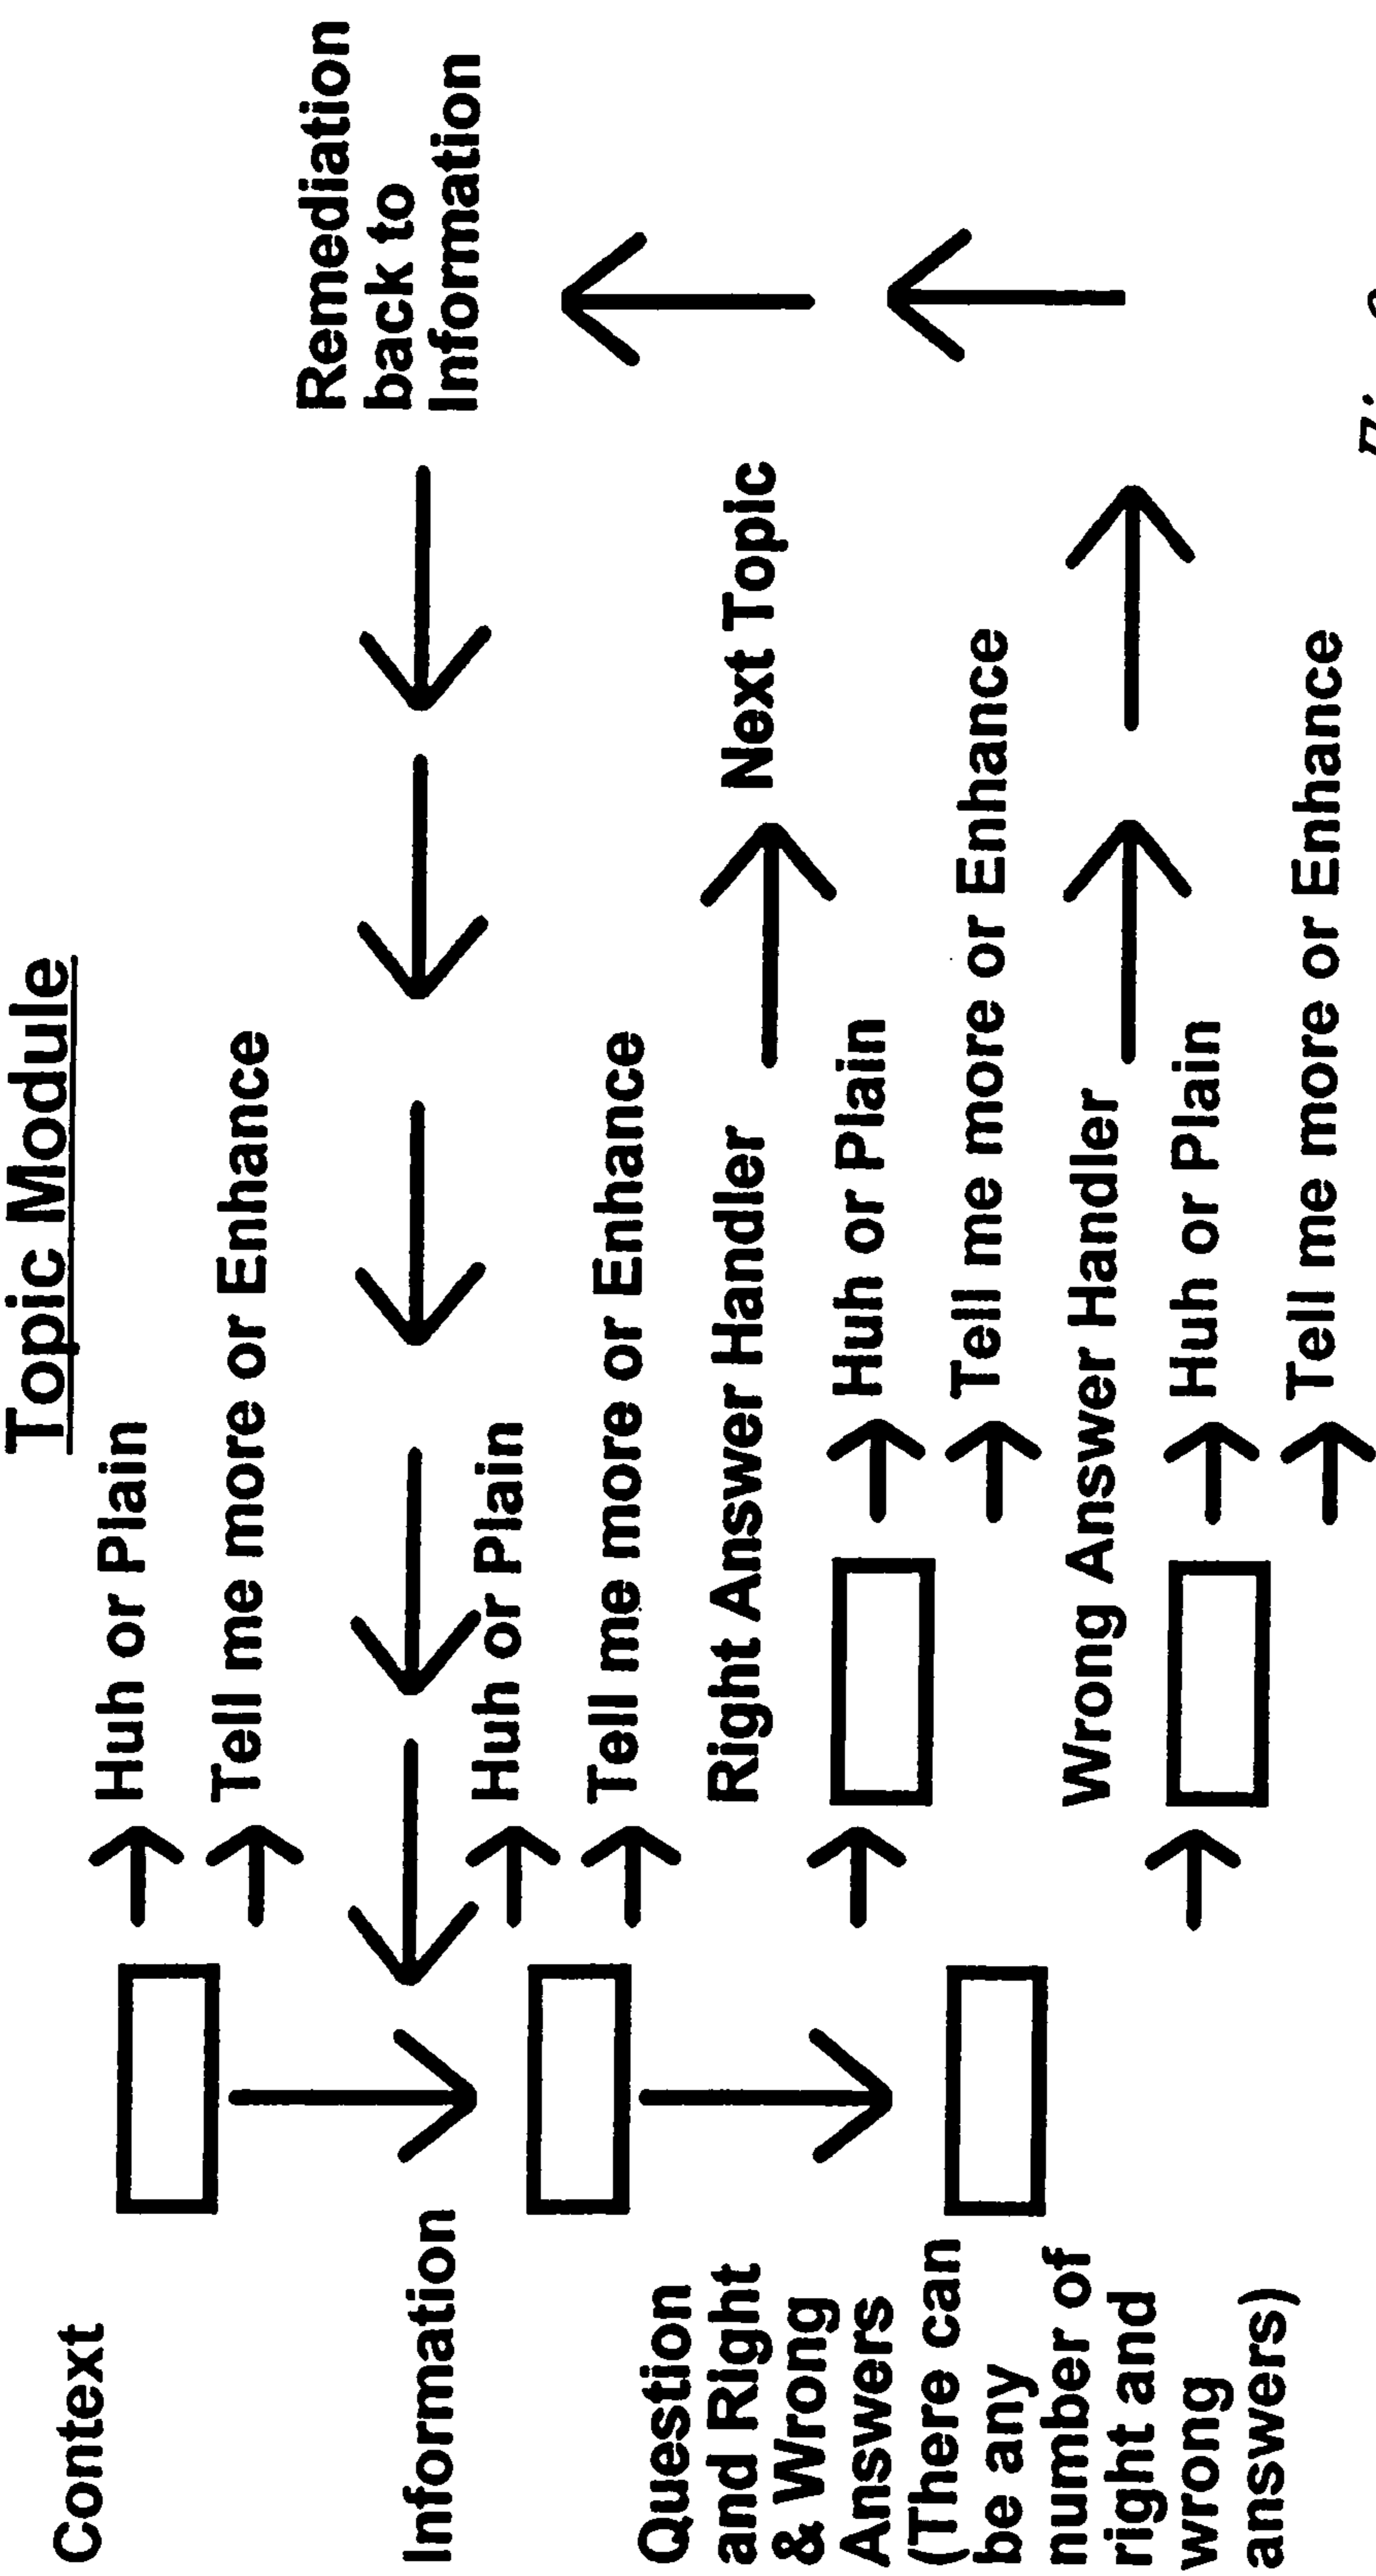 Topic Module
Context
Huh or Plain
Tell me more or Enhance
Remediation
back to
Information
Information
Huh or Plain
Tell me more or Enhance
Question
and Right
& Wrong
Answers
(There can
be any
number of
right and
wrong
answers)
Right Answer Handler
Next Topic
Huh or Plain
Tell me more or Enhance
Wrong Answer Handler
Huh or Plain
Tell me more or Enhance